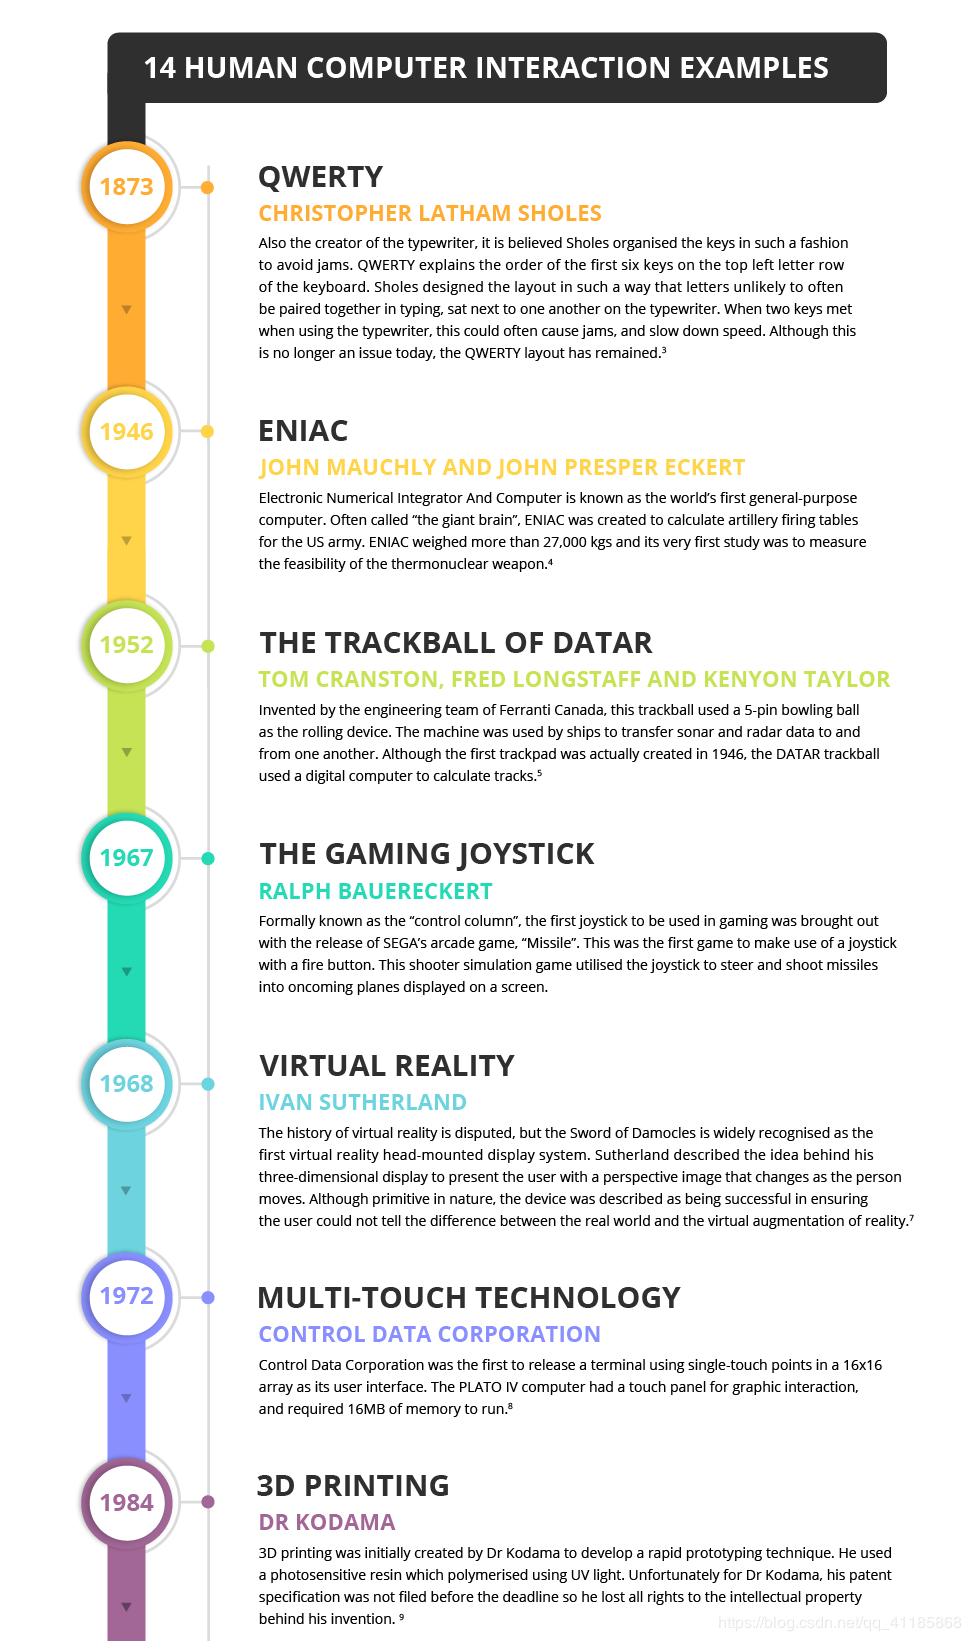 14 HUMAN COMPUTER INTERACTION EXAMPLES
1873
QWERTY
CHRISTOPHER LATHAM SHOLES
Also the creator of the typewriter, it is believed Sholes organised the keys in such a fashion
to avoid jams. QWERTY explains the order of the first six keys on the top left letter row
of the keyboard. Sholes designed the layout in such a way that letters unlikely to often
be paired together in typing, sat next to one another on the typewriter. When two keys met
when using the typewriter, this could often cause jams, and slow down speed. Although this
is no longer an issue today, the QWERTY layout has remained.³
1946
ENIAC
JOHN MAUCHLY AND JOHN PRESPER ECKERT
Electronic Numerical Integrator And Computer is known as the world’s first general-purpose
computer. Often called “the giant brain”, ENIAC was created to calculate artillery firing tables
for the US army. ENIAC weighed more than 27,000 kgs and its very first study was to measure
the feasibility of the thermonuclear weapon.⁴
1952
THE TRACKBALL OF DATAR
TOM CRANSTON, FRED LONGSTAFF AND KENYON TAYLOR
Invented by the engineering team of Ferranti Canada, this trackball used a 5-pin bowling ball
as the rolling device. The machine was used by ships to transfer sonar and radar data to and
from one another. Although the first trackpad was actually created in 1946, the DATAR trackball
used a digital computer to calculate tracks.⁵
1967
THE GAMING JOYSTICK
RALPH BAUERECKERT
Formally known as the “control column”, the first joystick to be used in gaming was brought out
with the release of SEGA’s arcade game, “Missile”. This was the first game to make use of a joystick
with a fire button. This shooter simulation game utilised the joystick to steer and shoot missiles
into oncoming planes displayed on a screen.
1968
VIRTUAL REALITY
IVAN SUTHERLAND
The history of virtual reality is disputed, but the Sword of Damocles is widely recognised as the
first virtual reality head-mounted display system. Sutherland described the idea behind his
three-dimensional display to present the user with a perspective image that changes as the person
moves. Although primitive in nature, the device was described as being successful in ensuring
the user could not tell the difference between the real world and the virtual augmentation of reality.⁷
1972
MULTI-TOUCH TECHNOLOGY
CONTROL DATA CORPORATION
Control Data Corporation was the first to release a terminal using single-touch points in a 16x16
array as its user interface. The PLATO IV computer had a touch panel for graphic interaction,
and required 16MB of memory to run.⁸
1984
3D PRINTING
DR KODAMA
3D printing was initially created by Dr Kodama to develop a rapid prototyping technique. He used
a photosensitive resin which polymerised using UV light. Unfortunately for Dr Kodama, his patent
specification was not filed before the deadline so he lost all rights to the intellectual property
behind his invention. ⁹
https://blog.csdn.net/qq_41185868